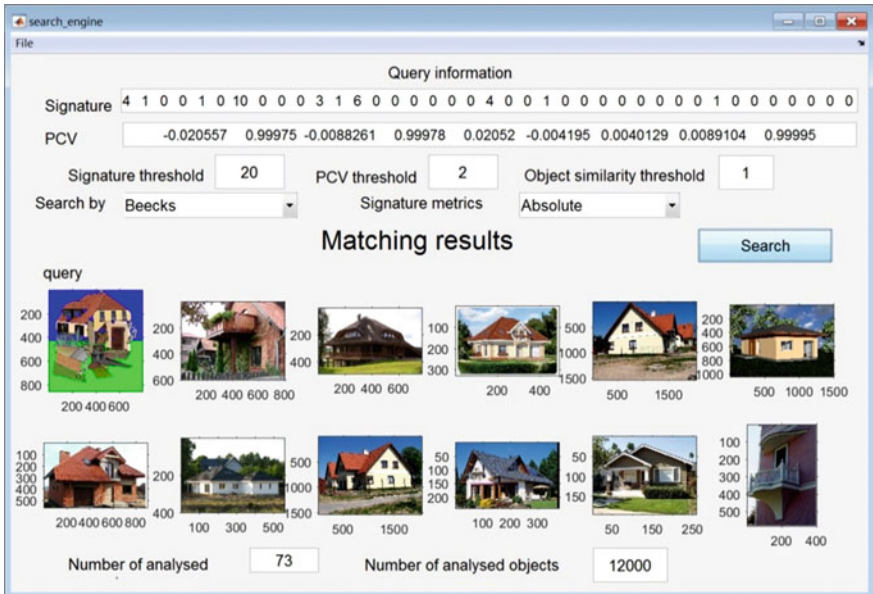 search_engine
File
Query information
Signature 4 1 0 0 1 0 10 0 0 0 3 1 6 0 0 0 0 0 0 4 0 0 1 0 0 0 0 0 0 0 0 1 0 0 0 0 0 0 0
PCV -0.020557 0.99975 -0.0088261 0.99978 0.02052 -0.004195 0.0040129 0.0089104 0.99995
Signature threshold 20 PCV threshold 2 Object similarity threshold 1
Search by Beecks Signature metrics Absolute
Matching results Search
query
200 400 600 800
200 400 600
200 400 600
200 400 600 800
200 400
200 400 600
100 200 300
200 400
500 1000 1500
500 1500
200 400 600 800 1000
500 1000 1500
100 200 300 400 500
200 400 600 800
200 400
100 300 500
500 1000 1500
500 1500
50 100 150 200
100 200 300
50 100 150
50 150 250
100 200 300 400 500
200 400
Number of analysed 73 Number of analysed objects 12000